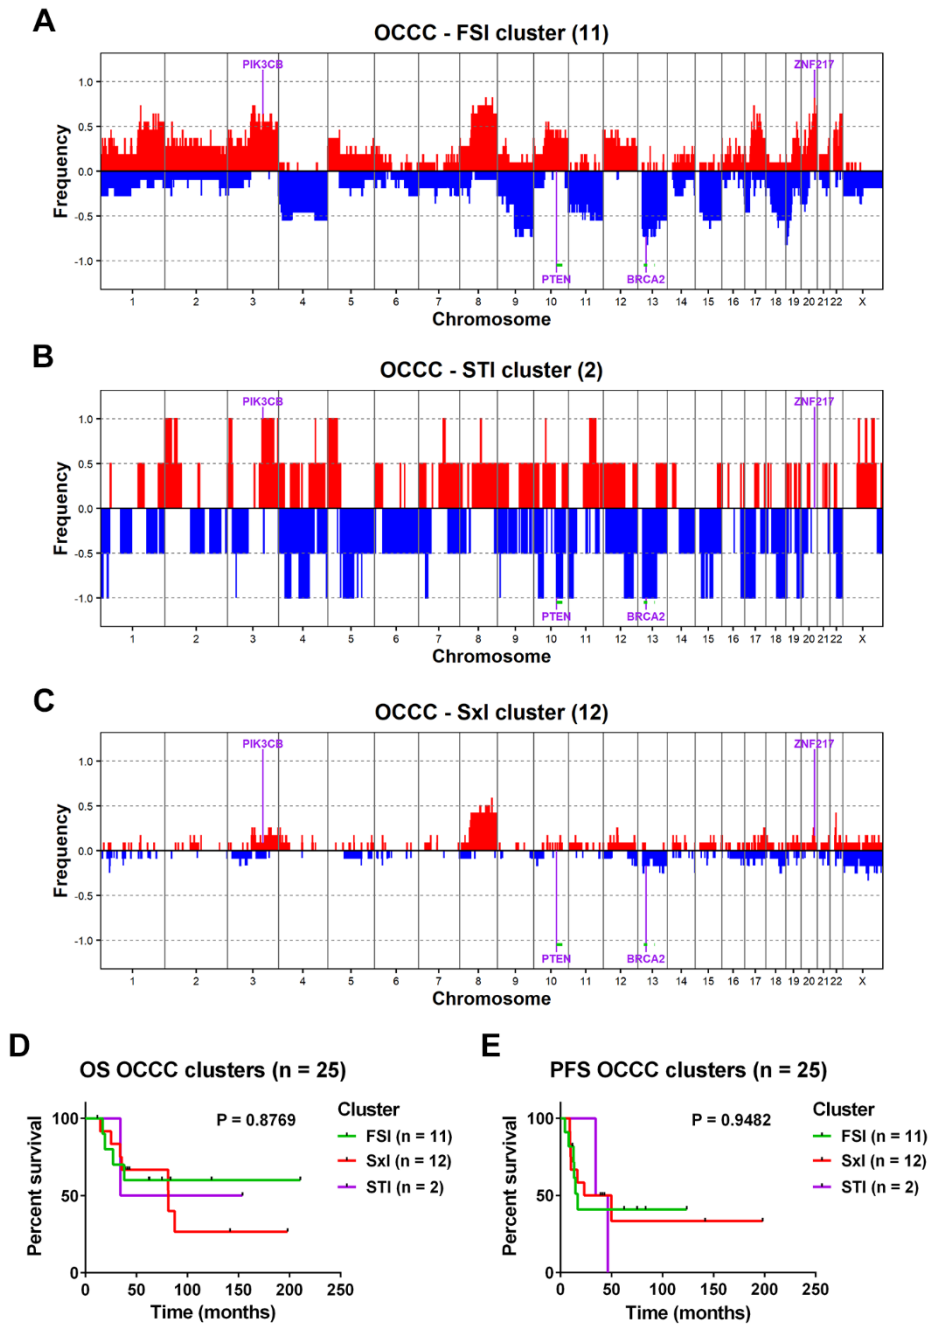 A
OCCC - FSI cluster (11)
PIK3CB ZNF217
1.0
0.5
0.0
-0.5
-1.0
Frequency
PTEN BRCA2
1 2 3 4 5 6 7 8 9 10 11 12 13 14 15 16 17 18 19 20 21 22 X
Chromosome
B
OCCC - STI cluster (2)
PIK3CB ZNF217
1.0
0.5
0.0
-0.5
-1.0
Frequency
PTEN BRCA2
1 2 3 4 5 6 7 8 9 10 11 12 13 14 15 16 17 18 19 20 21 22 X
Chromosome
C
OCCC - SxI cluster (12)
PIK3CB ZNF217
1.0
0.5
0.0
-0.5
-1.0
Frequency
PTEN BRCA2
1 2 3 4 5 6 7 8 9 10 11 12 13 14 15 16 17 18 19 20 21 22 X
Chromosome
D
OS OCCC clusters (n = 25)
P = 0.8769
Cluster
FSI (n = 11)
SxI (n = 12)
STI (n = 2)
Percent survival
100
50
0
0 50 100 150 200 250
Time (months)
E
PFS OCCC clusters (n = 25)
P = 0.9482
Cluster
FSI (n = 11)
SxI (n = 12)
STI (n = 2)
Percent survival
100
50
0
0 50 100 150 200 250
Time (months)